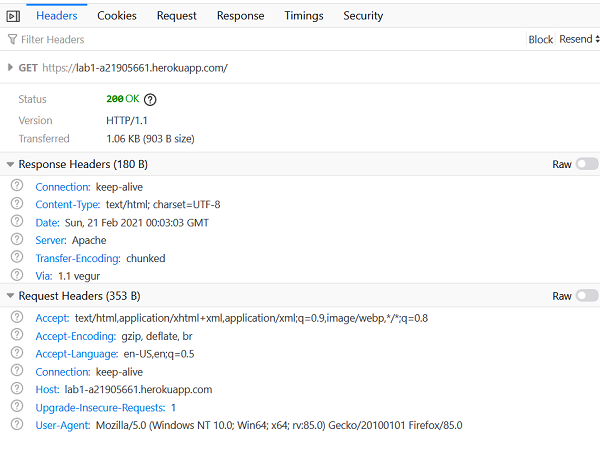 Headers Cookies Request Response Timings Security
Filter Headers Block Resend
GET https://lab1-a21905661.herokuapp.com/
Status 200 OK ?
Version HTTP/1.1
Transferred 1.06 KB (903 B size)
Response Headers (180 B) Raw
? Connection: keep-alive
? Content-Type: text/html; charset=UTF-8
? Date: Sun, 21 Feb 2021 00:03:03 GMT
? Server: Apache
? Transfer-Encoding: chunked
? Via: 1.1 vegur
Request Headers (353 B) Raw
? Accept: text/html,application/xhtml+xml,application/xml;q=0.9,image/webp,*/*;q=0.8
? Accept-Encoding: gzip, deflate, br
? Accept-Language: en-US,en;q=0.5
? Connection: keep-alive
? Host: lab1-a21905661.herokuapp.com
? Upgrade-Insecure-Requests: 1
? User-Agent: Mozilla/5.0 (Windows NT 10.0; Win64; x64; rv:85.0) Gecko/20100101 Firefox/85.0